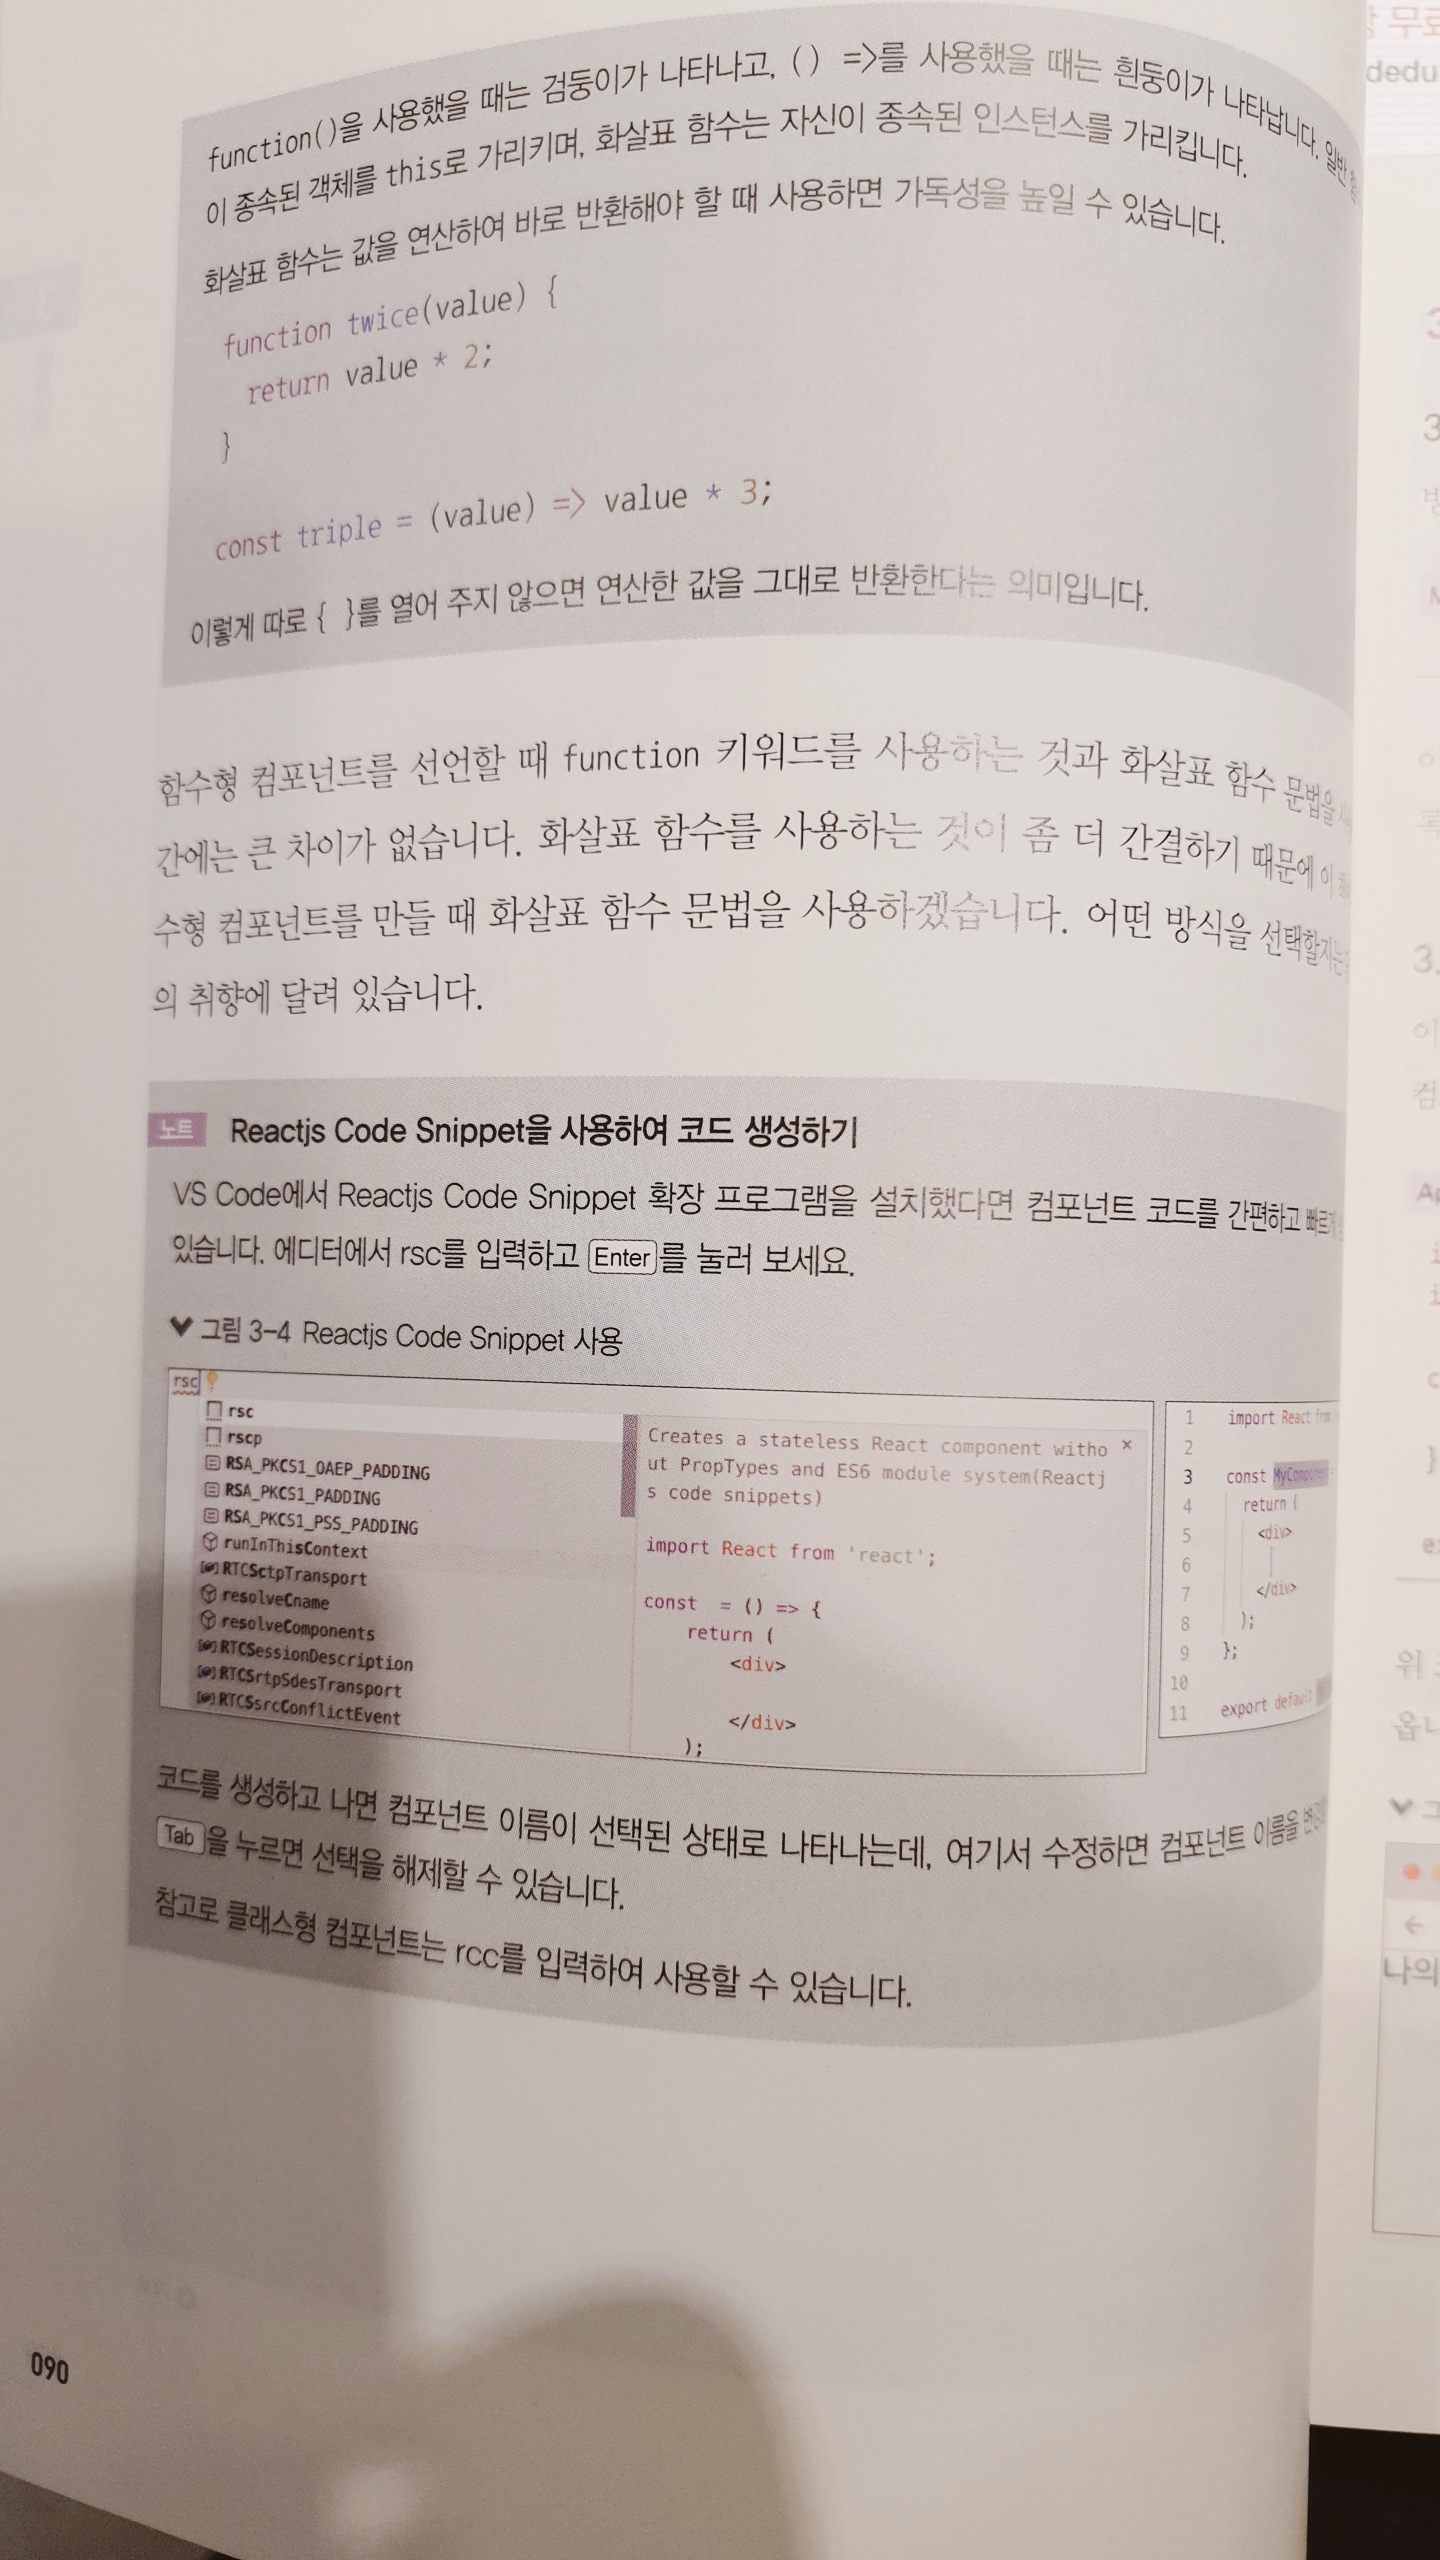 function()을 사용했을 때는 검둥이가 나타나고, () =>를 사용했을 때는 흰둥이가 나타납니다. 일반
이 종속된 객체를 this로 가리키며, 화살표 함수는 자신이 종속된 인스턴스를 가리킵니다.
화살표 함수는 값을 연산하여 바로 반환해야 할 때 사용하면 가독성을 높일 수 있습니다.
function twice(value) {
return value * 2;
}
const triple = (value) => value * 3;
이렇게 따로 { }를 열어 주지 않으면 연산한 값을 그대로 반환한다는 의미입니다.
함수형 컴포넌트를 선언할 때 function 키워드를 사용하는 것과 화살표 함수 문법을
간에는 큰 차이가 없습니다. 화살표 함수를 사용하는 것이 좀 더 간결하기 때문에 이
수형 컴포넌트를 만들 때 화살표 함수 문법을 사용하겠습니다. 어떤 방식을 선택할지는
의 취향에 달려 있습니다.
노트 Reactjs Code Snippet을 사용하여 코드 생성하기
VS Code에서 Reactjs Code Snippet 확장 프로그램을 설치했다면 컴포넌트 코드를 간편하고 빠르게
있습니다. 에디터에서 rsc를 입력하고 Enter를 눌러 보세요.
그림 3-4 Reactjs Code Snippet 사용
rsc
rsc
rscp
RSA_PKCS1_OAEP_PADDING
RSA_PKCS1_PADDING
RSA_PKCS1_PSS_PADDING
runInThisContext
RTCSctpTransport
resolveCname
resolveComponents
RTCSessionDescription
RTCSrtpSdesTransport
RTCSsrcConflictEvent
Creates a stateless React component witho ×
ut PropTypes and ES6 module system(Reactj
s code snippets)
import React from 'react';
const = () => {
return (
<div>
</div>
);
1 import React from
2
3 const MyComponent =
4 return (
5 <div>
6
7 </div>
8 );
9 };
10
11 export default
코드를 생성하고 나면 컴포넌트 이름이 선택된 상태로 나타나는데, 여기서 수정하면 컴포넌트 이름을
Tab을 누르면 선택을 해제할 수 있습니다.
참고로 클래스형 컴포넌트는 rcc를 입력하여 사용할 수 있습니다.
090
무료
dedu
나의